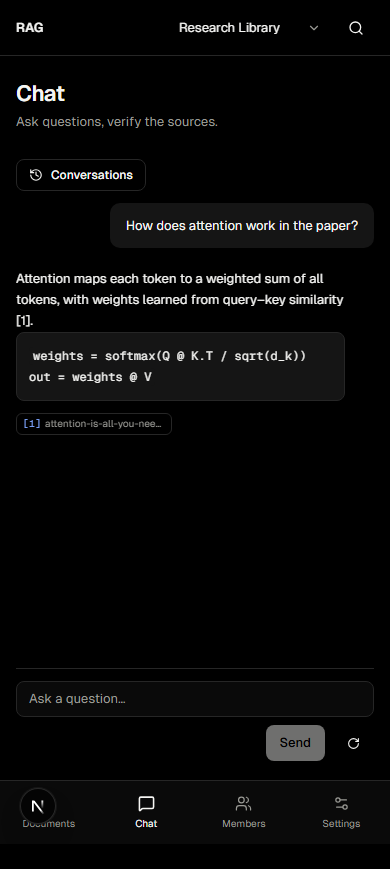 RAG
Research Library
Chat
Ask questions, verify the sources.
Conversations
How does attention work in the paper?
Attention maps each token to a weighted sum of all
tokens, with weights learned from query–key similarity
[1].
weights = softmax(Q @ K.T / sqrt(d_k))
out = weights @ V
[1] attention-is-all-you-nee…
Ask a question…
Send
N
Documents
Chat
Members
Settings